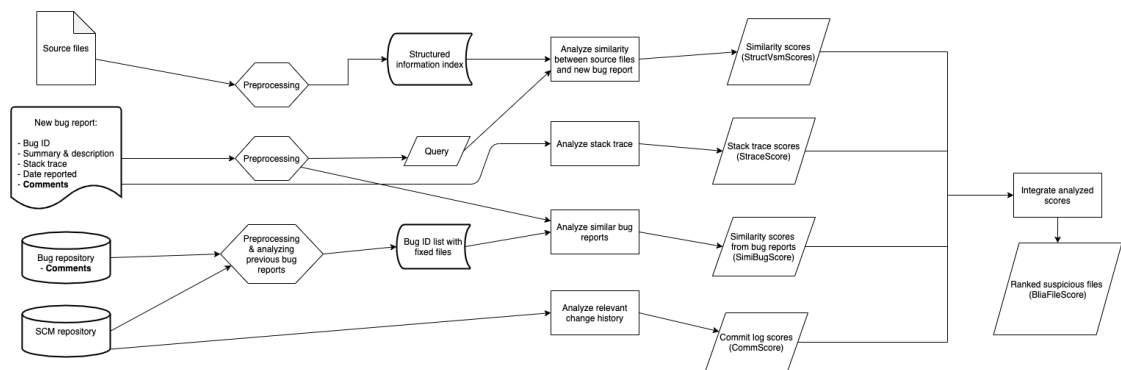 Source files
Preprocessing
Structured
information index
Analyze similarity
between source files
and new bug report
Similarity scores
(StructVsmScores)
New bug report:
- Bug ID
- Summary & description
- Stack trace
- Date reported
- Comments
Preprocessing
Query
Analyze stack trace
Stack trace scores
(StraceScore)
Integrate analyzed
scores
Bug repository
- Comments
Preprocessing
& analyzing
previous bug
reports
Bug ID list with
fixed files
Analyze similar bug
reports
Similarity scores
from bug reports
(SimiBugScore)
Ranked suspicious files
(BliaFileScore)
SCM repository
Analyze relevant
change history
Commit log scores
(CommScore)